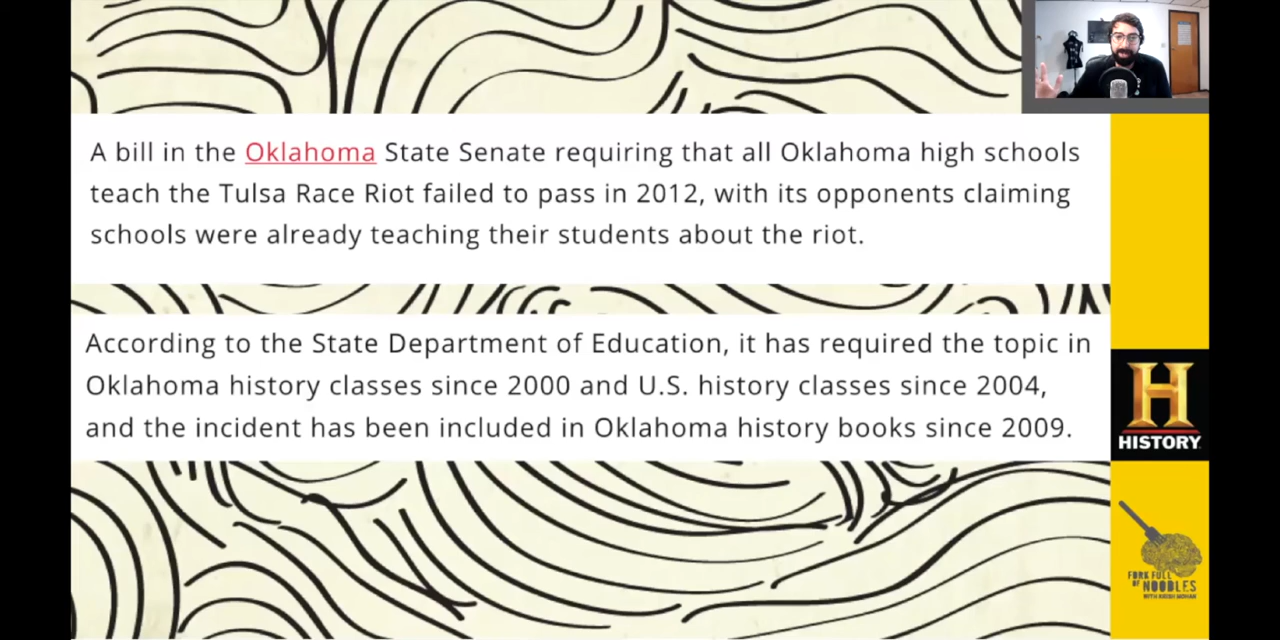 A bill in the Oklahoma State Senate requiring that all Oklahoma high schools
teach the Tulsa Race Riot failed to pass in 2012, with its opponents claiming
schools were already teaching their students about the riot.
According to the State Department of Education, it has required the topic in
Oklahoma history classes since 2000 and U.S. history classes since 2004,
and the incident has been included in Oklahoma history books since 2009.
H
HISTORY
FORK FULL
OF NOODLES
WITH KRISH MOHAN